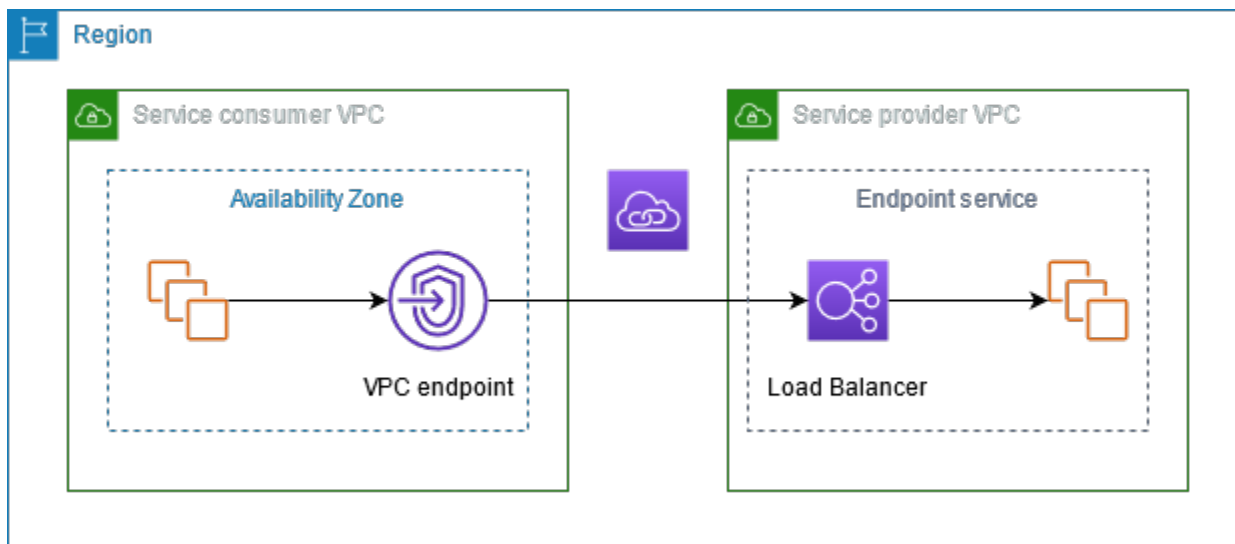 Region
Service consumer VPC
Service provider VPC
Availability Zone
Endpoint service
VPC endpoint
Load Balancer